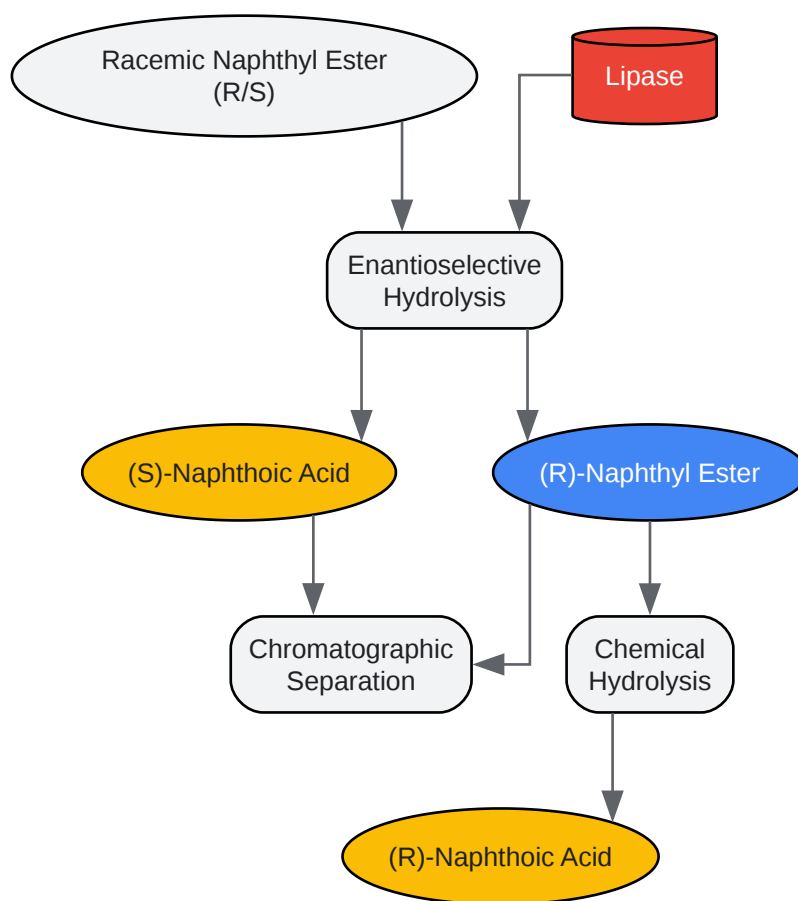 Racemic Naphthyl Ester
(R/S)
Lipase
Enantioselective
Hydrolysis
(S)-Naphthoic Acid
(R)-Naphthyl Ester
Chromatographic
Separation
Chemical
Hydrolysis
(R)-Naphthoic Acid